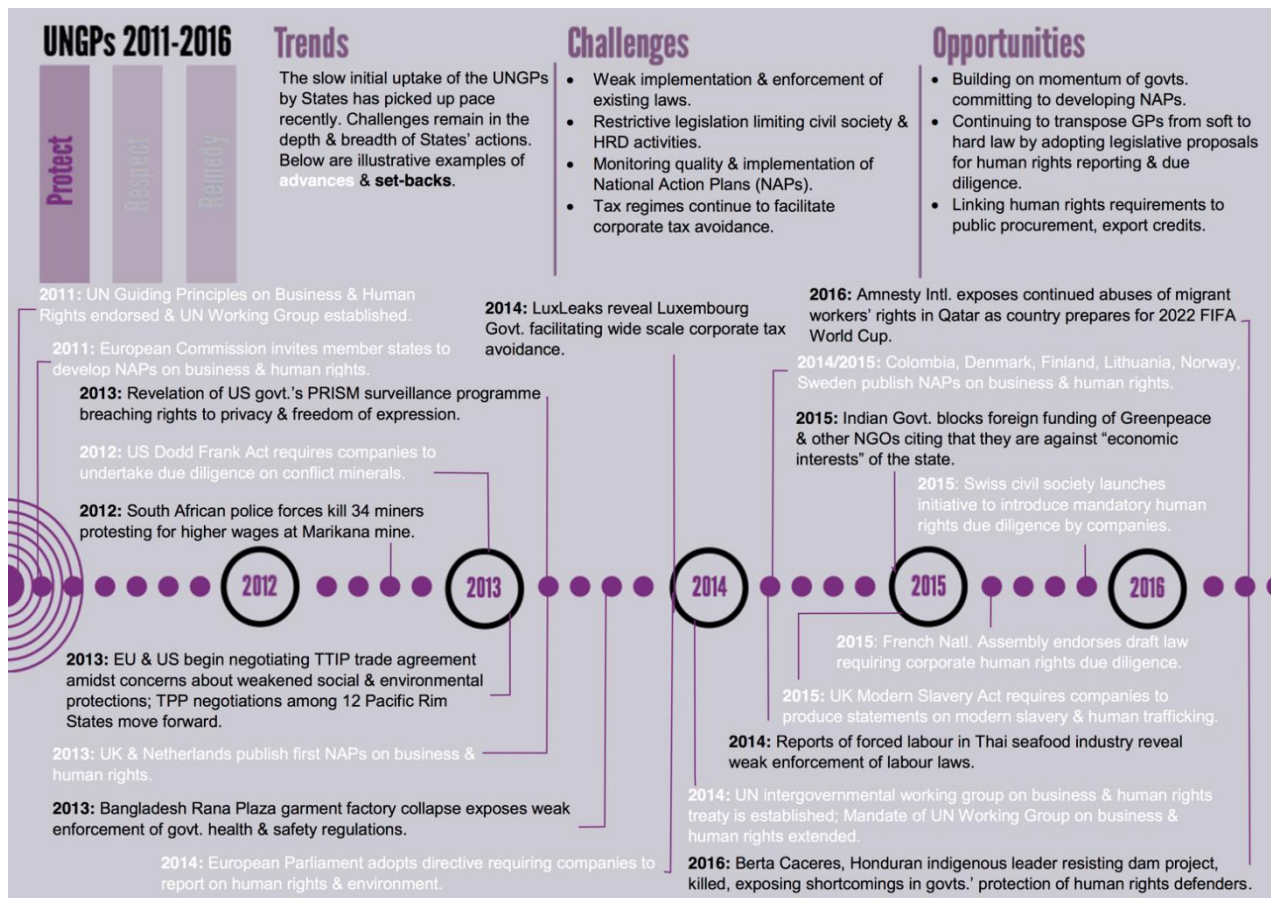 UNGPs 2011-2016
Protect
Respect
Remedy
Trends
The slow initial uptake of the UNGPs
by States has picked up pace
recently. Challenges remain in the
depth & breadth of States’ actions.
Below are illustrative examples of
advances & set-backs.
Challenges
• Weak implementation & enforcement of
existing laws.
• Restrictive legislation limiting civil society &
HRD activities.
• Monitoring quality & implementation of
National Action Plans (NAPs).
• Tax regimes continue to facilitate
corporate tax avoidance.
Opportunities
• Building on momentum of govts.
committing to developing NAPs.
• Continuing to transpose GPs from soft to
hard law by adopting legislative proposals
for human rights reporting & due
diligence.
• Linking human rights requirements to
public procurement, export credits.
2011: UN Guiding Principles on Business & Human
Rights endorsed & UN Working Group established.
2011: European Commission invites member states to
develop NAPs on business & human rights.
2013: Revelation of US govt.’s PRISM surveillance programme
breaching rights to privacy & freedom of expression.
2012: US Dodd Frank Act requires companies to
undertake due diligence on conflict minerals.
2012: South African police forces kill 34 miners
protesting for higher wages at Marikana mine.
2014: LuxLeaks reveal Luxembourg
Govt. facilitating wide scale corporate tax
avoidance.
2016: Amnesty Intl. exposes continued abuses of migrant
workers’ rights in Qatar as country prepares for 2022 FIFA
World Cup.
2014/2015: Colombia, Denmark, Finland, Lithuania, Norway,
Sweden publish NAPs on business & human rights.
2015: Indian Govt. blocks foreign funding of Greenpeace
& other NGOs citing that they are against “economic
interests” of the state.
2015: Swiss civil society launches
initiative to introduce mandatory human
rights due diligence by companies.
2012
2013
2014
2015
2016
2013: EU & US begin negotiating TTIP trade agreement
amidst concerns about weakened social & environmental
protections; TPP negotiations among 12 Pacific Rim
States move forward.
2013: UK & Netherlands publish first NAPs on business &
human rights.
2013: Bangladesh Rana Plaza garment factory collapse exposes weak
enforcement of govt. health & safety regulations.
2014: European Parliament adopts directive requiring companies to
report on human rights & environment.
2015: French Natl. Assembly endorses draft law
requiring corporate human rights due diligence.
2015: UK Modern Slavery Act requires companies to
produce statements on modern slavery & human trafficking.
2014: Reports of forced labour in Thai seafood industry reveal
weak enforcement of labour laws.
2014: UN intergovernmental working group on business & human rights
treaty is established; Mandate of UN Working Group on business &
human rights extended.
2016: Berta Caceres, Honduran indigenous leader resisting dam project,
killed, exposing shortcomings in govts.’ protection of human rights defenders.